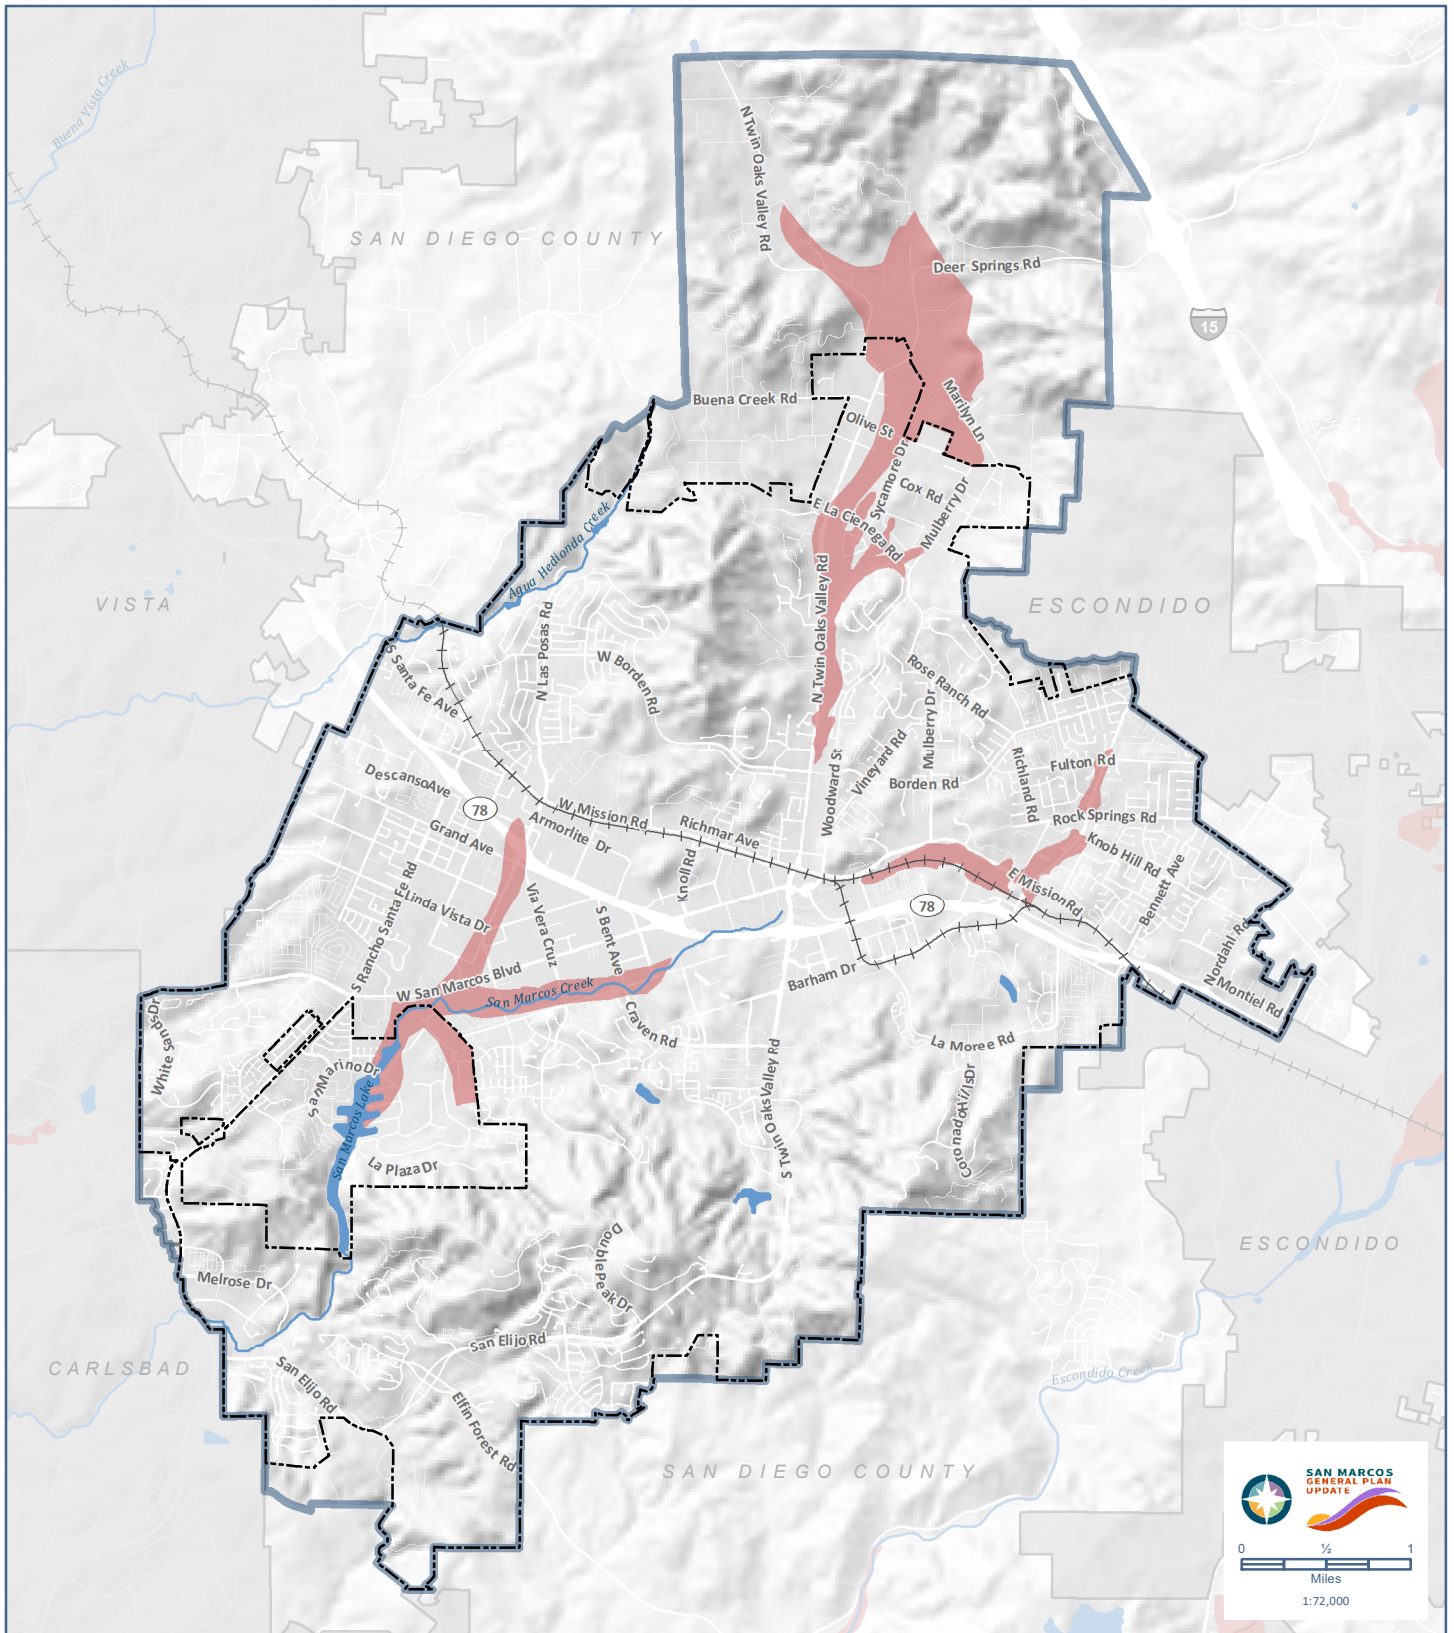 Buena Vista Creek
N Twin Oaks Valley Rd
SAN DIEGO COUNTY
Deer Springs Rd
15
Buena Creek Rd
Marilyn Ln
Olive St
Sycamore Dr
Cox Rd
Mulberry Dr
E La Cienega Rd
Agua Hedionda Creek
VISTA
ESCONDIDO
N Las Posas Rd
N Twin Oaks Valley Rd
S Santa Fe Ave
W Borden Rd
Rose Ranch Rd
Mulberry Dr
Vineyard Rd
Woodward St
Borden Rd
Richland Rd
Fulton Rd
Descanso Ave
78
W Mission Rd
Rock Springs Rd
Grand Ave
Armorlite Dr
Richmar Ave
Knob Hill Rd
Knoll Rd
E Mission Rd
Bennett Ave
S Rancho Santa Fe Rd
Linda Vista Dr
Via Vera Cruz
S Bent Ave
78
Nordahl Rd
Barham Dr
W San Marcos Blvd
San Marcos Creek
Montiel Rd
White Sands Dr
Craven Rd
La Moree Rd
San Marino Dr
S Twin Oaks Valley Rd
Coronado Hills Dr
San Marcos Lake
La Plaza Dr
Double Peak Dr
ESCONDIDO
Melrose Dr
San Elijo Rd
CARLSBAD
San Elijo Rd
Escondido Creek
Elfin Forest Rd
SAN DIEGO COUNTY
SAN MARCOS
GENERAL PLAN
UPDATE
0 ½ 1
Miles
1:72,000